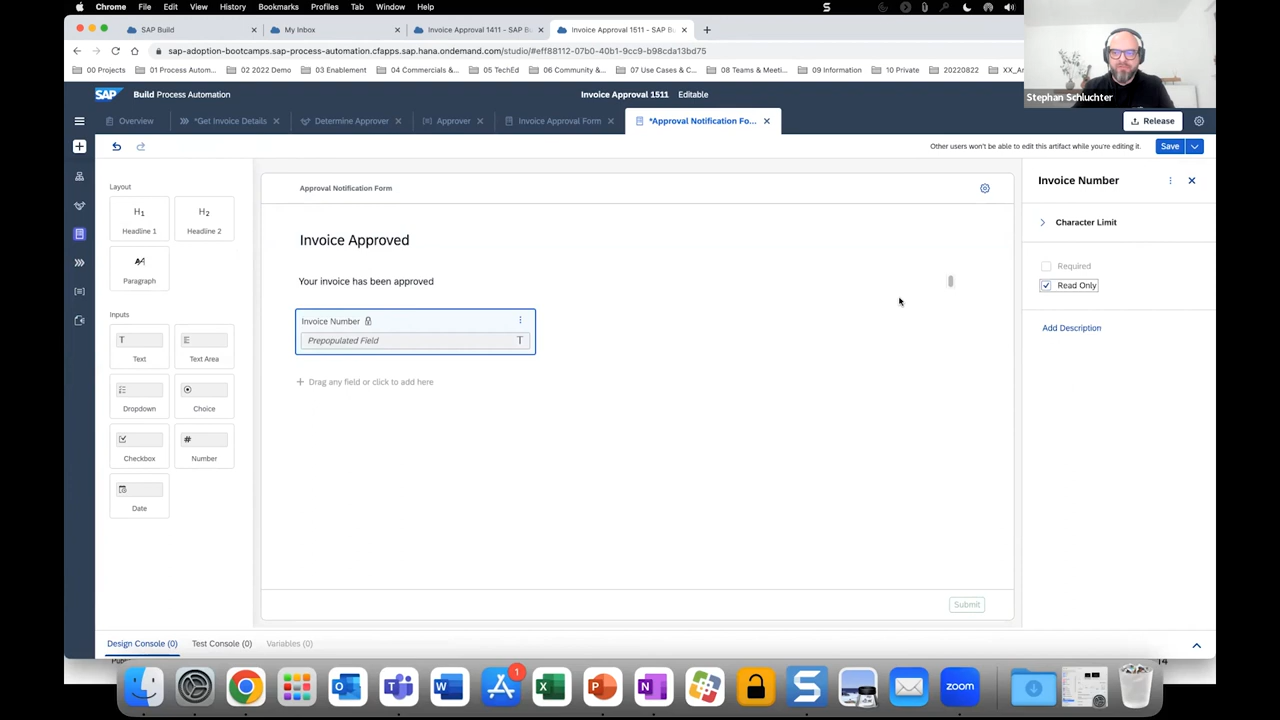 Chrome File Edit View History Bookmarks Profiles Tab Window Help
SAP Build
My Inbox
Invoice Approval 1411 - SAP B
Invoice Approval 1511 - SAP B
sap-adoption-bootcamps.sap-process-automation.cfapps.sap.hana.ondemand.com/studio/#eff88112-07b0-40b1-9cc9-b98cda13bd75
00 Projects 01 Process Autom... 02 2022 Demo 03 Enablement 04 Commercials &... 05 TechEd 06 Community &... 07 Use Cases & C... 08 Teams & Meeti... 09 Information 10 Private 20220822 XX_Ar
Stephan Schluchter
SAP Build Process Automation
Invoice Approval 1511 Editable
Overview *Get Invoice Details Determine Approver Approver Invoice Approval Form *Approval Notification Fo... Release
Other users won't be able to edit this artifact while you're editing it. Save
Layout
H1 Headline 1
H2 Headline 2
Paragraph
Inputs
Text
Text Area
Dropdown
Choice
Checkbox
Number
Date
Approval Notification Form
Invoice Approved
Your invoice has been approved
Invoice Number
Prepopulated Field T
+ Drag any field or click to add here
Submit
Invoice Number
Character Limit
Required
Read Only
Add Description
Design Console (0) Test Console (0) Variables (0)
14
1
zoom